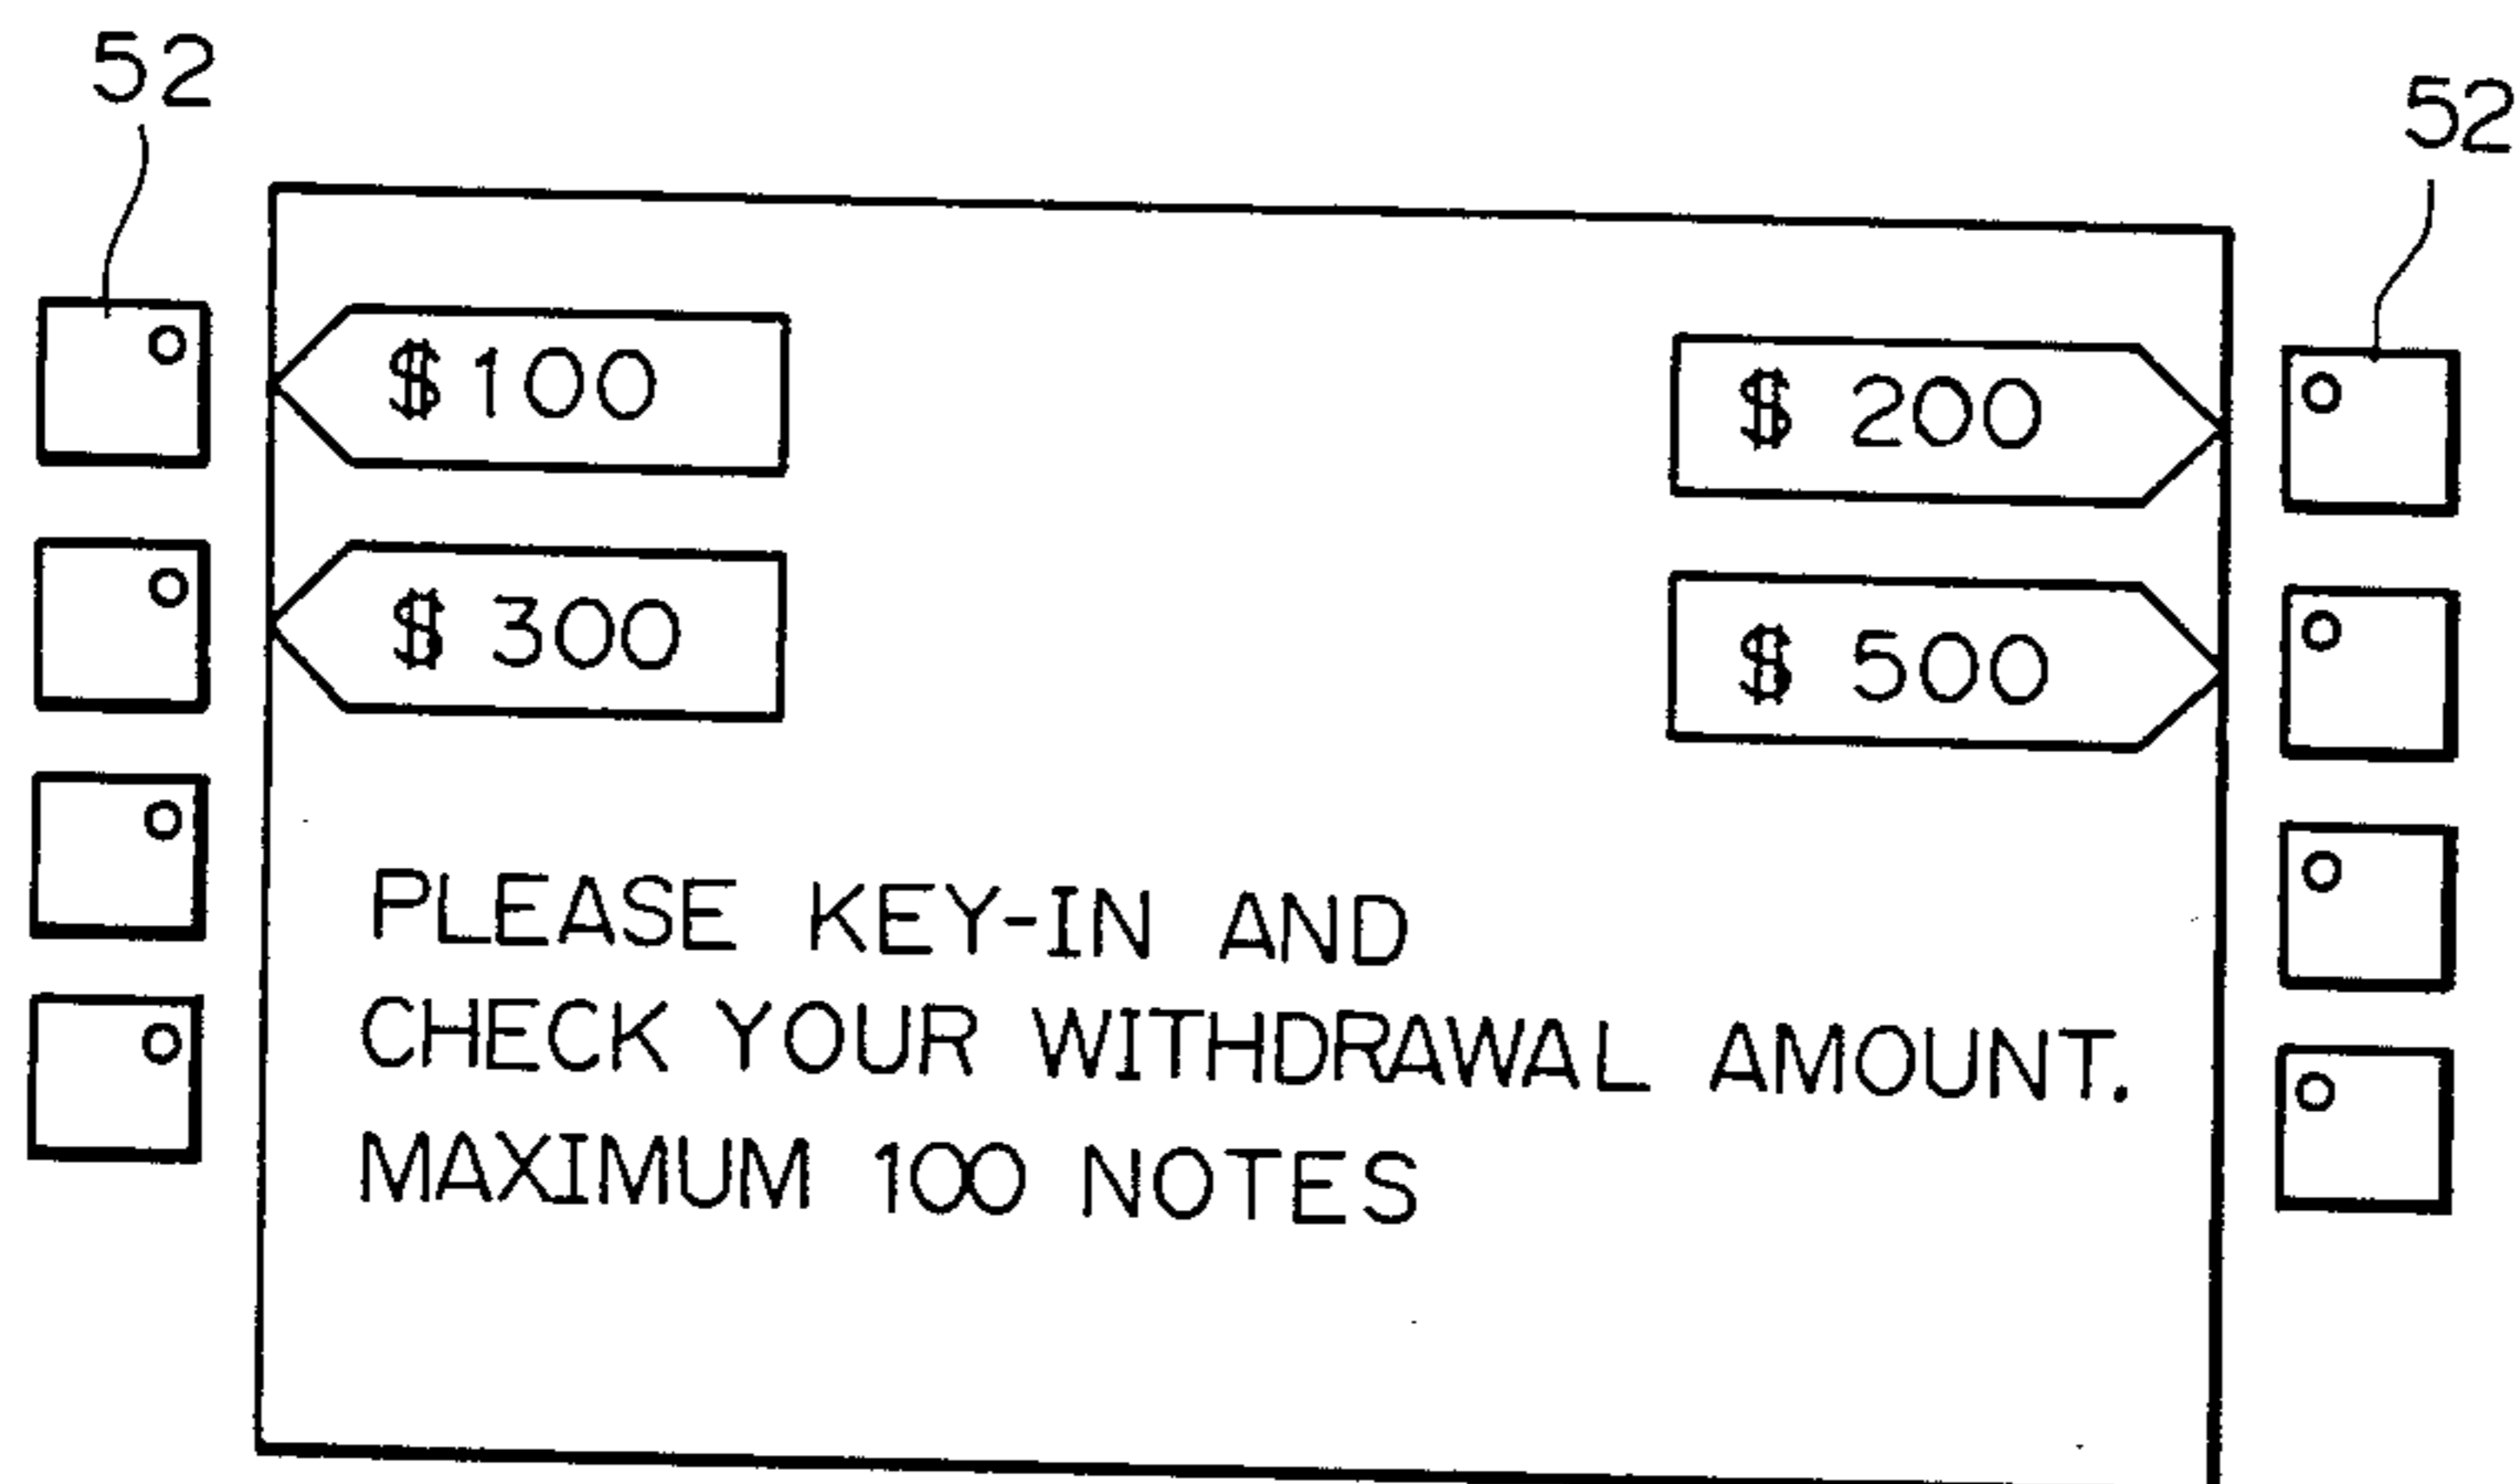 52
52
$ 100
$ 200
$ 300
$ 500
PLEASE KEY-IN AND
CHECK YOUR WITHDRAWAL AMOUNT.
MAXIMUM 100 NOTES